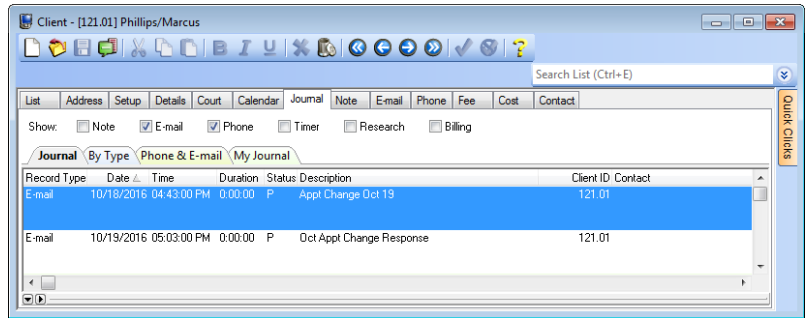 Client - [121.01] Phillips/Marcus
B I U
Search List (Ctrl+E)
List Address Setup Details Court Calendar Journal Note E-mail Phone Fee Cost Contact
Quick Clicks
Show: Note E-mail Phone Timer Research Billing
Journal By Type Phone & E-mail My Journal
Record Type Date Time Duration Status Description Client ID Contact
E-mail 10/18/2016 04:43:00 PM 0:00:00 P Appt Change Oct 19 121.01
E-mail 10/19/2016 05:03:00 PM 0:00:00 P Oct Appt Change Response 121.01